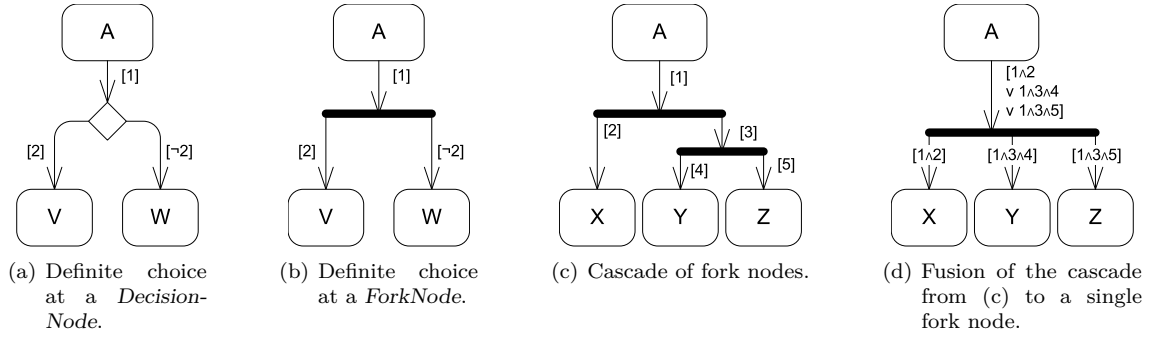 A
[1]
[2]
[¬2]
V
W
(a) Definite choice
at a Decision-
Node.
A
[1]
[2]
[¬2]
V
W
(b) Definite choice
at a ForkNode.
A
[1]
[2]
[3]
[4]
[5]
X
Y
Z
(c) Cascade of fork nodes.
A
[1∧2
∨ 1∧3∧4
∨ 1∧3∧5]
[1∧2]
[1∧3∧4]
[1∧3∧5]
X
Y
Z
(d) Fusion of the cascade
from (c) to a single
fork node.